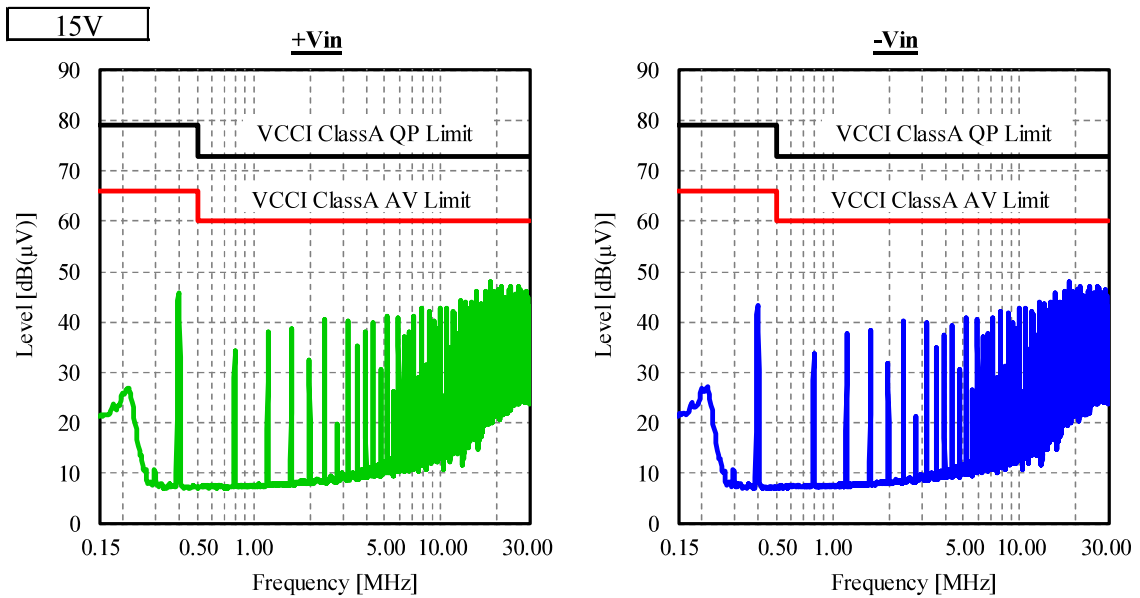 15V
+Vin
90
80
70
60
50
40
30
20
10
0
Level [dB(μV)]
VCCI ClassA QP Limit
VCCI ClassA AV Limit
0.15 0.50 1.00 5.00 10.00 30.00
Frequency [MHz]
-Vin
90
80
70
60
50
40
30
20
10
0
Level [dB(μV)]
VCCI ClassA QP Limit
VCCI ClassA AV Limit
0.15 0.50 1.00 5.00 10.00 30.00
Frequency [MHz]